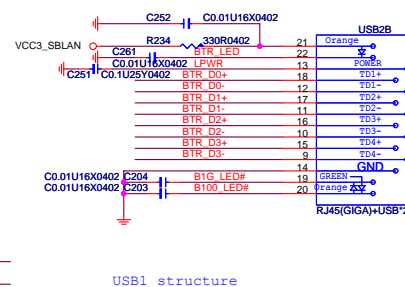 C252 C0.01U16X0402
USB2B
R234 330R0402 21 Orange
VCC3_SBLAN
BTR_LED 22
C261
C0.01U16X0402 LPWR 13 POWER
C251 C0.1U25Y0402
BTR_D0+ 18 TD1+
BTR_D0- 12 TD1-
BTR_D1+ 17 TD2+
BTR_D1- 11 TD2-
BTR_D2+ 16 TD3+
BTR_D2- 10 TD3-
BTR_D3+ 15 TD4+
BTR_D3- 9 TD4-
14 GND
C0.01U16X0402 C204 B1G_LED# 19 GREEN
C0.01U16X0402 C203 B100_LED# 20 Orange
RJ45(GIGA)+USB*2
USB1 structure